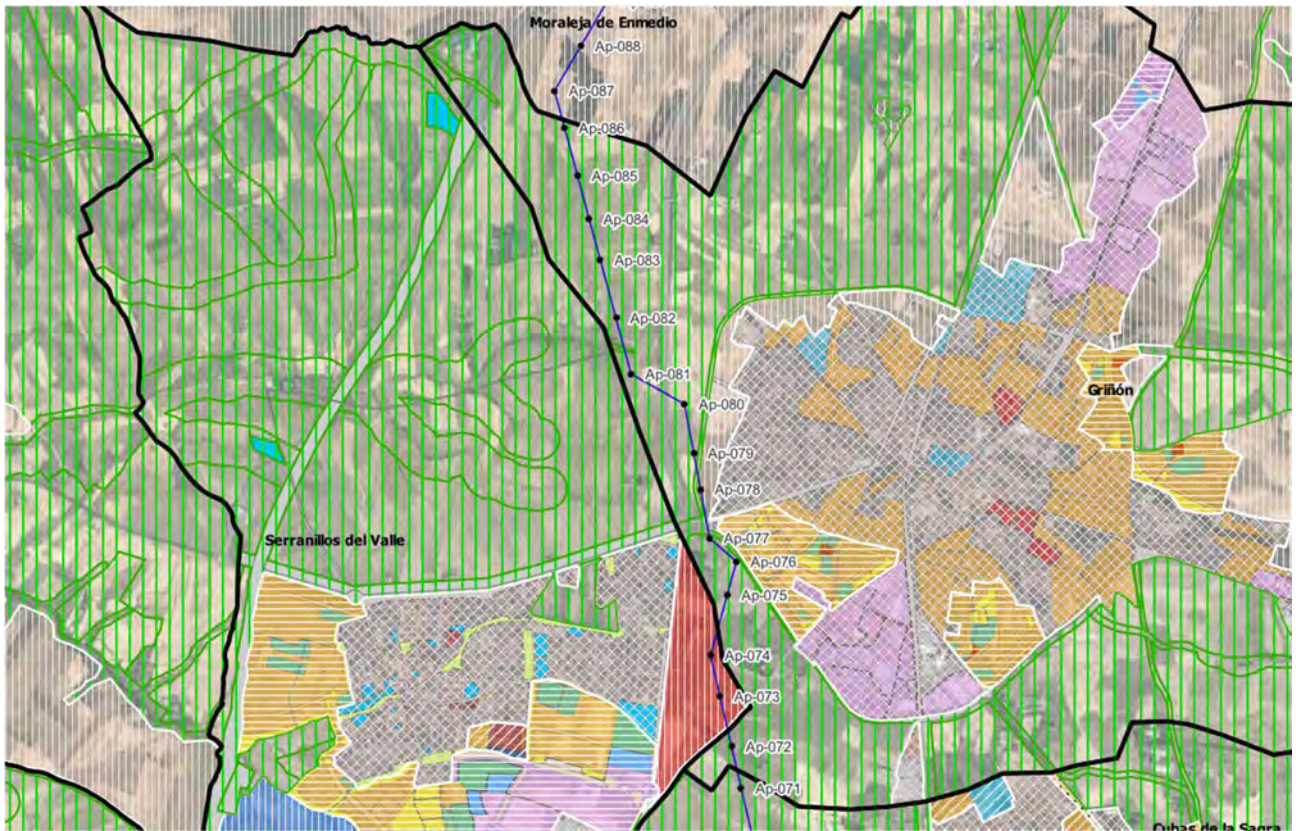 Moraleja de Enmedio
Ap-088
Ap-087
Ap-086
Ap-085
Ap-084
Ap-083
Ap-082
Ap-081
Ap-080
Griñón
Ap-079
Ap-078
Ap-077
Serranillos del Valle
Ap-076
Ap-075
Ap-074
Ap-073
Ap-072
Ap-071
Cubas de la Sagra